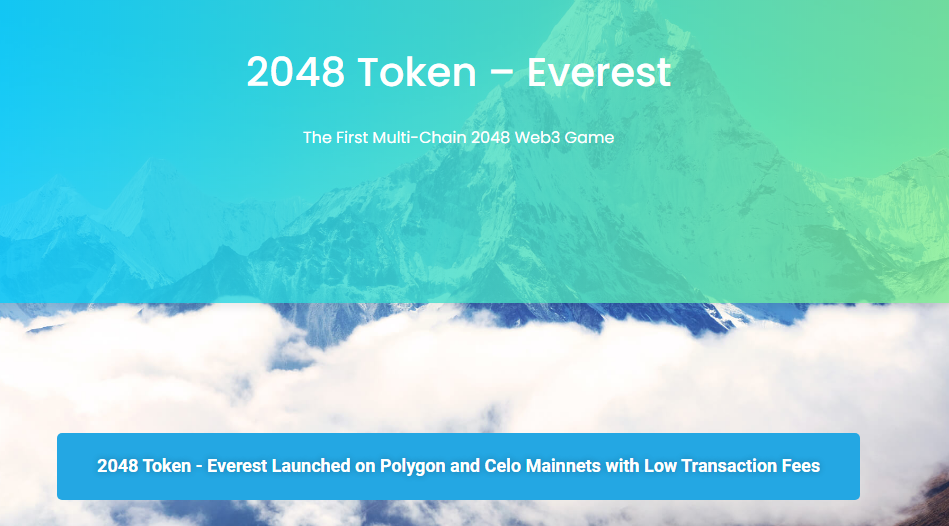 2048 Token – Everest
The First Multi-Chain 2048 Web3 Game
2048 Token - Everest Launched on Polygon and Celo Mainnets with Low Transaction Fees